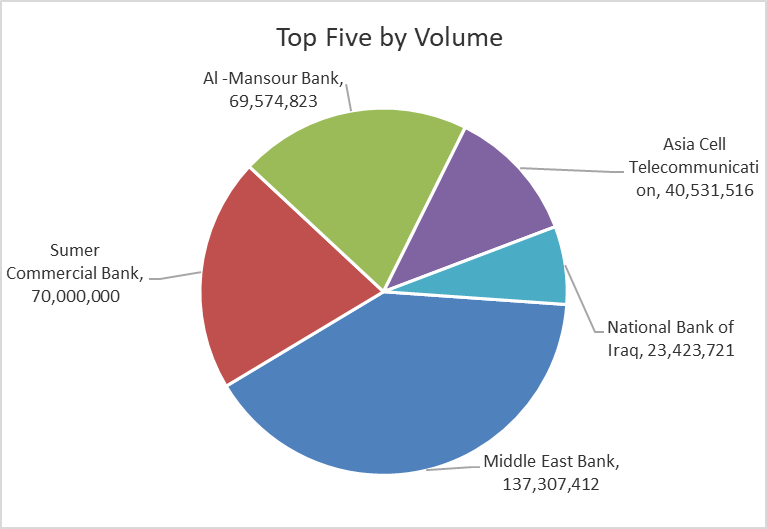 Top Five by Volume
Al -Mansour Bank,
69,574,823
Asia Cell
Telecommunicati
on, 40,531,516
Sumer
Commercial Bank,
70,000,000
National Bank of
Iraq, 23,423,721
Middle East Bank,
137,307,412